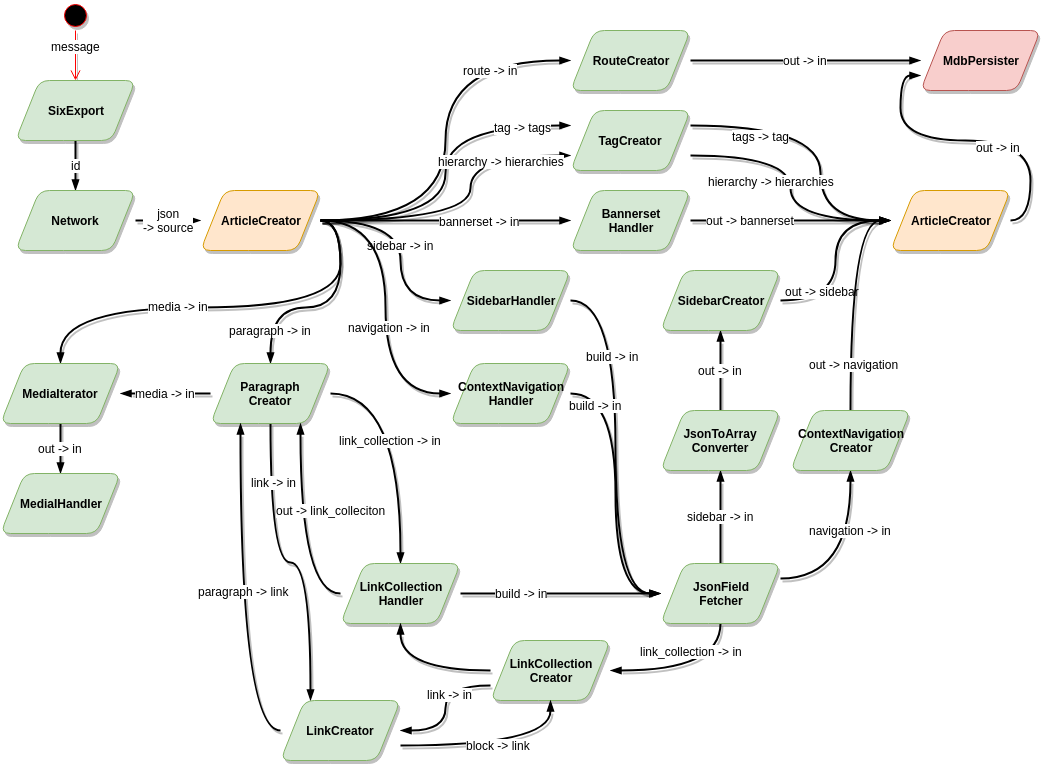 message
SixExport
id
Network
json
-> source
ArticleCreator
route -> in
RouteCreator
out -> in
MdbPersister
tag -> tags
hierarchy -> hierarchies
TagCreator
tags -> tag
hierarchy -> hierarchies
out -> in
bannerset -> in
Bannerset
Handler
out -> bannerset
ArticleCreator
sidebar -> in
SidebarHandler
SidebarCreator
out -> sidebar
media -> in
paragraph -> in
navigation -> in
build -> in
out -> in
out -> navigation
MediaIterator
media -> in
Paragraph
Creator
ContextNavigation
Handler
build -> in
out -> in
link_collection -> in
JsonToArray
Converter
ContextNavigation
Creator
MedialHandler
link -> in
out -> link_colleciton
sidebar -> in
navigation -> in
paragraph -> link
LinkCollection
Handler
build -> in
JsonField
Fetcher
link_collection -> in
LinkCollection
Creator
link -> in
LinkCreator
block -> link